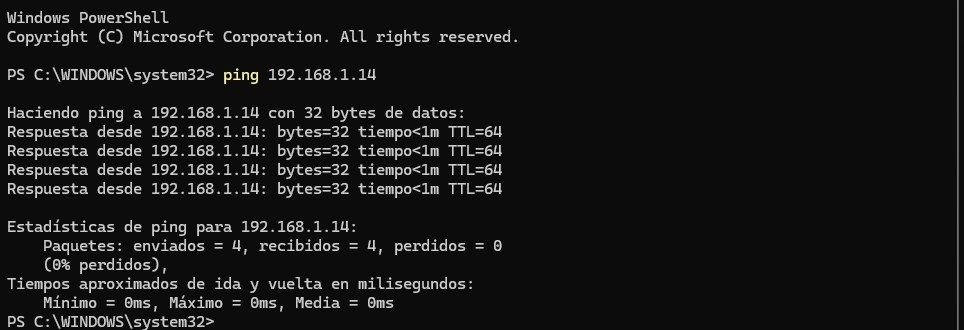 Windows PowerShell
Copyright (C) Microsoft Corporation. All rights reserved.
PS C:\WINDOWS\system32> ping 192.168.1.14
Haciendo ping a 192.168.1.14 con 32 bytes de datos:
Respuesta desde 192.168.1.14: bytes=32 tiempo<1m TTL=64
Respuesta desde 192.168.1.14: bytes=32 tiempo<1m TTL=64
Respuesta desde 192.168.1.14: bytes=32 tiempo<1m TTL=64
Respuesta desde 192.168.1.14: bytes=32 tiempo<1m TTL=64
Estadísticas de ping para 192.168.1.14:
    Paquetes: enviados = 4, recibidos = 4, perdidos = 0
    (0% perdidos),
Tiempos aproximados de ida y vuelta en milisegundos:
    Mínimo = 0ms, Máximo = 0ms, Media = 0ms
PS C:\WINDOWS\system32>